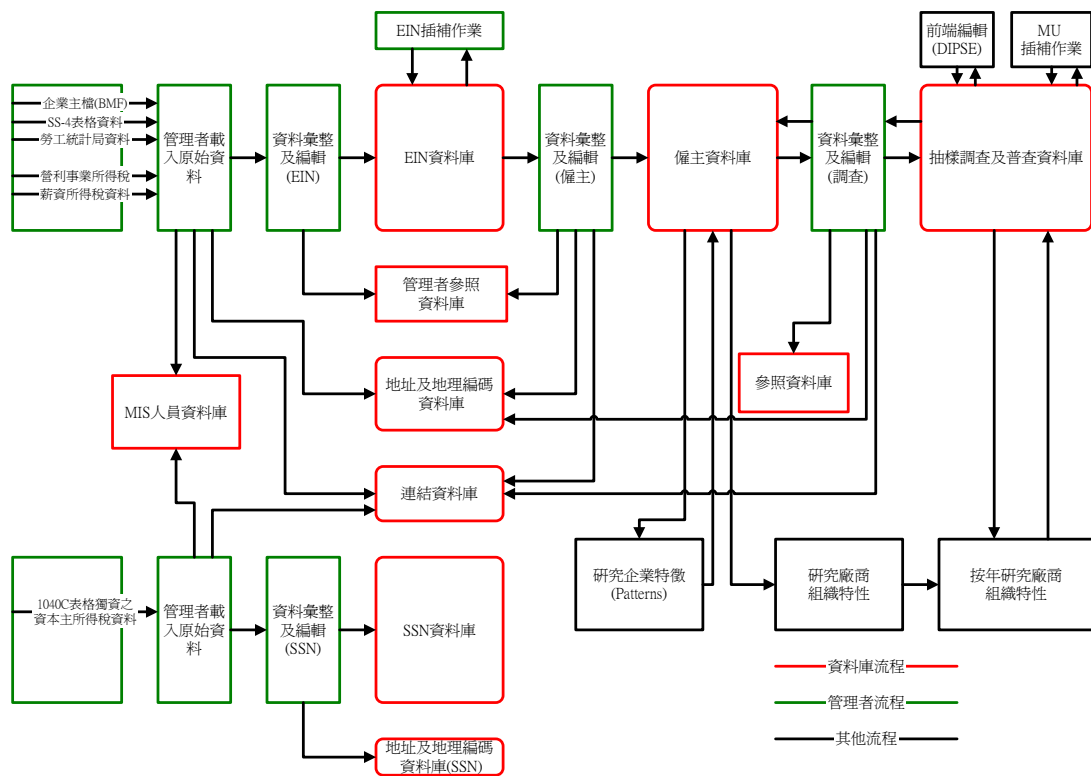 EIN插補作業
前端編輯
(DIPSE)
MU
插補作業
企業主檔(BMF)
SS-4表格資料
勞工統計局資料
營利事業所得稅
薪資所得稅資料
管理者載
入原始資
料
資料彙整
及編輯
(EIN)
EIN資料庫
資料彙整
及編輯
(僱主)
僱主資料庫
資料彙整
及編輯
(調查)
抽樣調查及普查資料庫
管理者參照
資料庫
地址及地理編碼
資料庫
參照資料庫
MIS人員資料庫
連結資料庫
研究企業特徵
(Patterns)
研究廠商
組織特性
按年研究廠商
組織特性
1040C表格獨資之
資本主所得稅資料
管理者載
入原始資
料
資料彙整
及編輯
(SSN)
SSN資料庫
地址及地理編碼
資料庫(SSN)
資料庫流程
管理者流程
其他流程